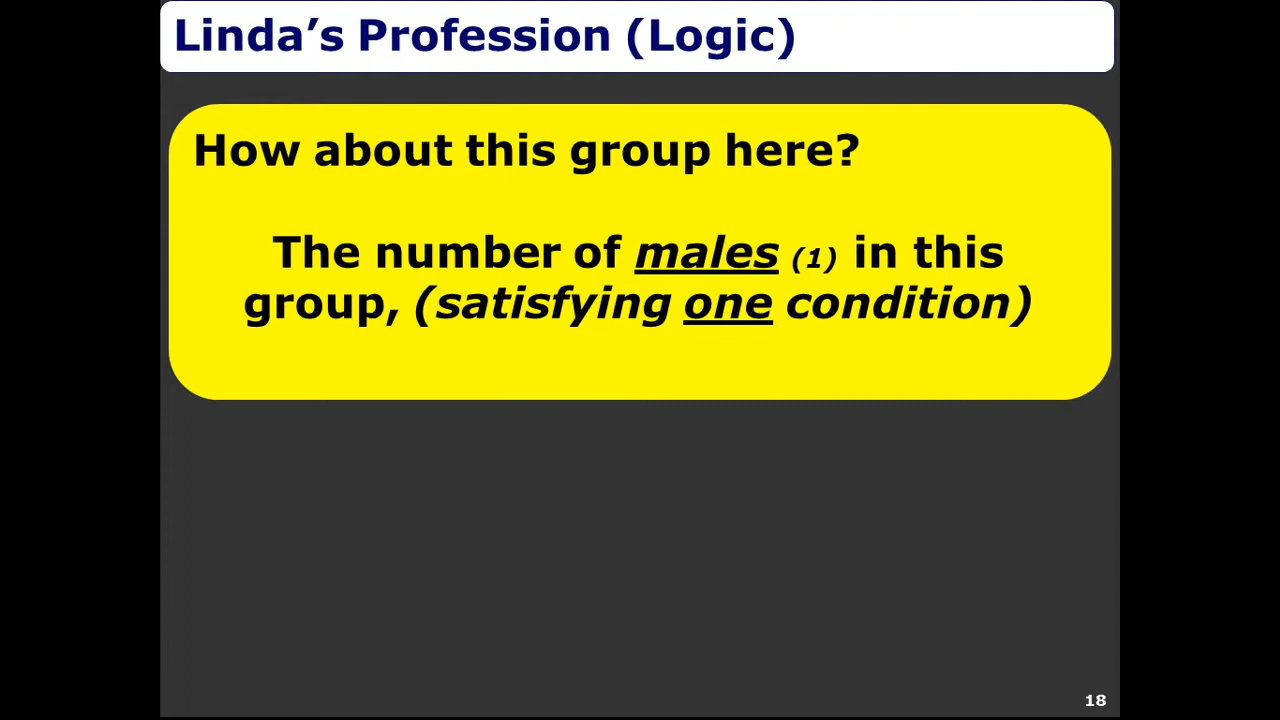 Linda’s Profession (Logic)
How about this group here?
The number of males (1) in this
group, (satisfying one condition)
18